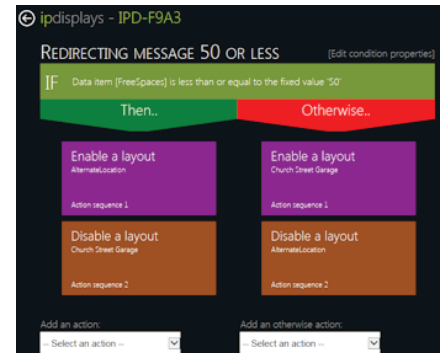 ipdisplays - IPD-F9A3
REDIRECTING MESSAGE 50 OR LESS
[Edit condition properties]
IF Data item [FreeSpaces] is less than or equal to the fixed value '50'
Then..
Otherwise..
Enable a layout
AlternateLocation
Action sequence 1
Enable a layout
Church Street Garage
Action sequence 1
Disable a layout
Church Street Garage
Action sequence 2
Disable a layout
AlternateLocation
Action sequence 2
Add an action:
-- Select an action --
Add an otherwise action:
-- Select an action --